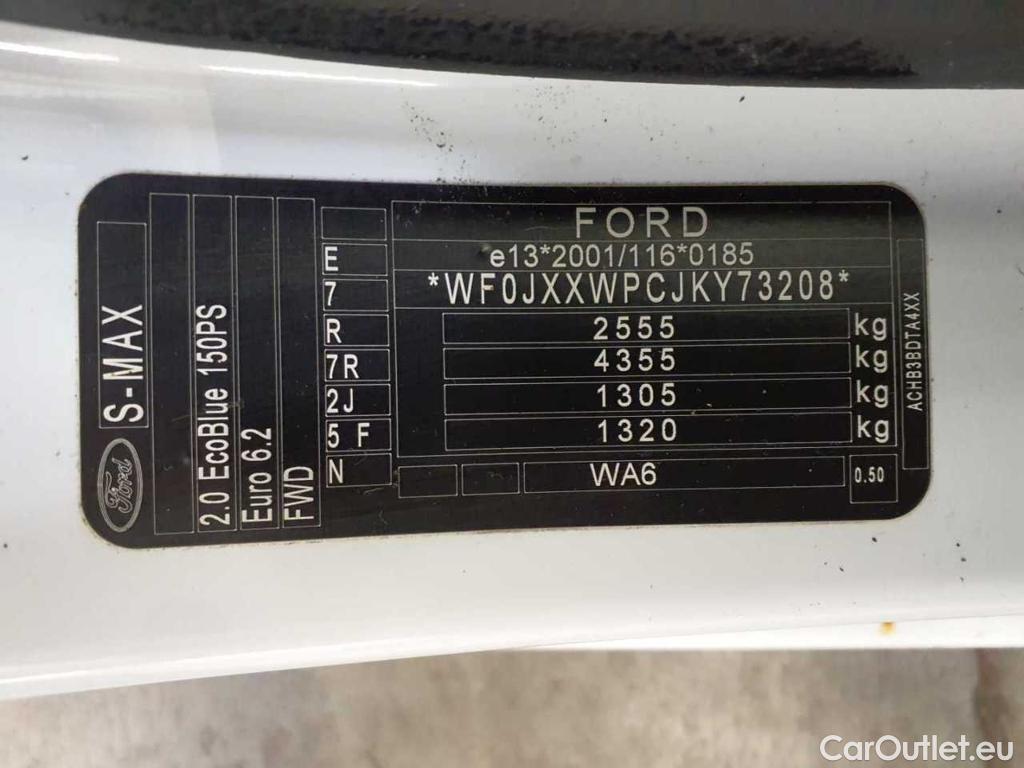 FORD
e13*2001/116*0185
*WF0JXXWPCJKY73208*
2555 kg
4355 kg
1305 kg
1320 kg
WA6
0.50
E
7
R
7R
2J
5 F
N
S-MAX
Ford
2.0 EcoBlue 150PS
Euro 6.2
FWD
ACHB3BDTA4XX
CarOutlet.eu